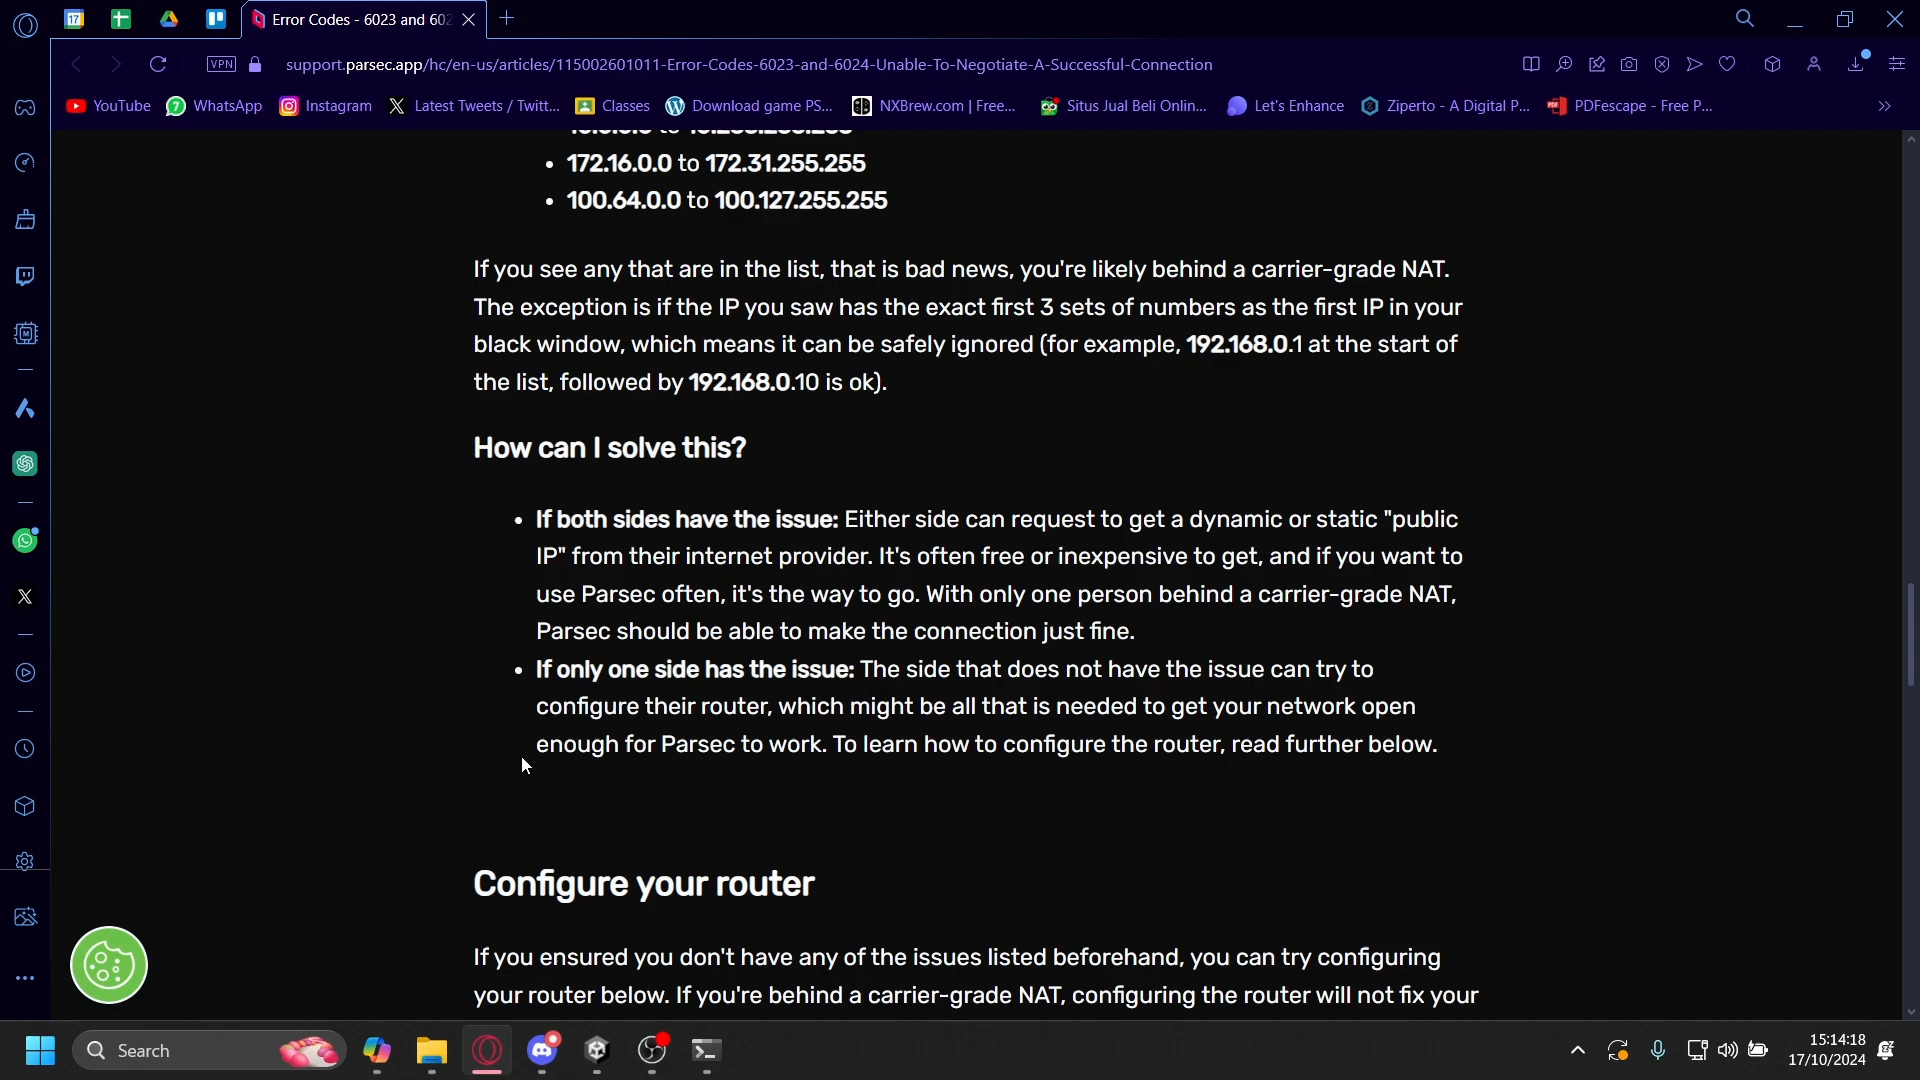 17
Error Codes - 6023 and 602
VPN
support.parsec.app/hc/en-us/articles/115002601011-Error-Codes-6023-and-6024-Unable-To-Negotiate-A-Successful-Connection
YouTube
WhatsApp
Instagram
Latest Tweets / Twitt...
Classes
Download game PS...
NXBrew.com | Free...
Situs Jual Beli Onlin...
Let's Enhance
Ziperto - A Digital P...
PDFescape - Free P...
• 172.16.0.0 to 172.31.255.255
• 100.64.0.0 to 100.127.255.255
If you see any that are in the list, that is bad news, you're likely behind a carrier-grade NAT.
The exception is if the IP you saw has the exact first 3 sets of numbers as the first IP in your
black window, which means it can be safely ignored (for example, 192.168.0.1 at the start of
the list, followed by 192.168.0.10 is ok).
How can I solve this?
• If both sides have the issue: Either side can request to get a dynamic or static "public
IP" from their internet provider. It's often free or inexpensive to get, and if you want to
use Parsec often, it's the way to go. With only one person behind a carrier-grade NAT,
Parsec should be able to make the connection just fine.
• If only one side has the issue: The side that does not have the issue can try to
configure their router, which might be all that is needed to get your network open
enough for Parsec to work. To learn how to configure the router, read further below.
Configure your router
If you ensured you don't have any of the issues listed beforehand, you can try configuring
your router below. If you're behind a carrier-grade NAT, configuring the router will not fix your
Search
15:14:18
17/10/2024